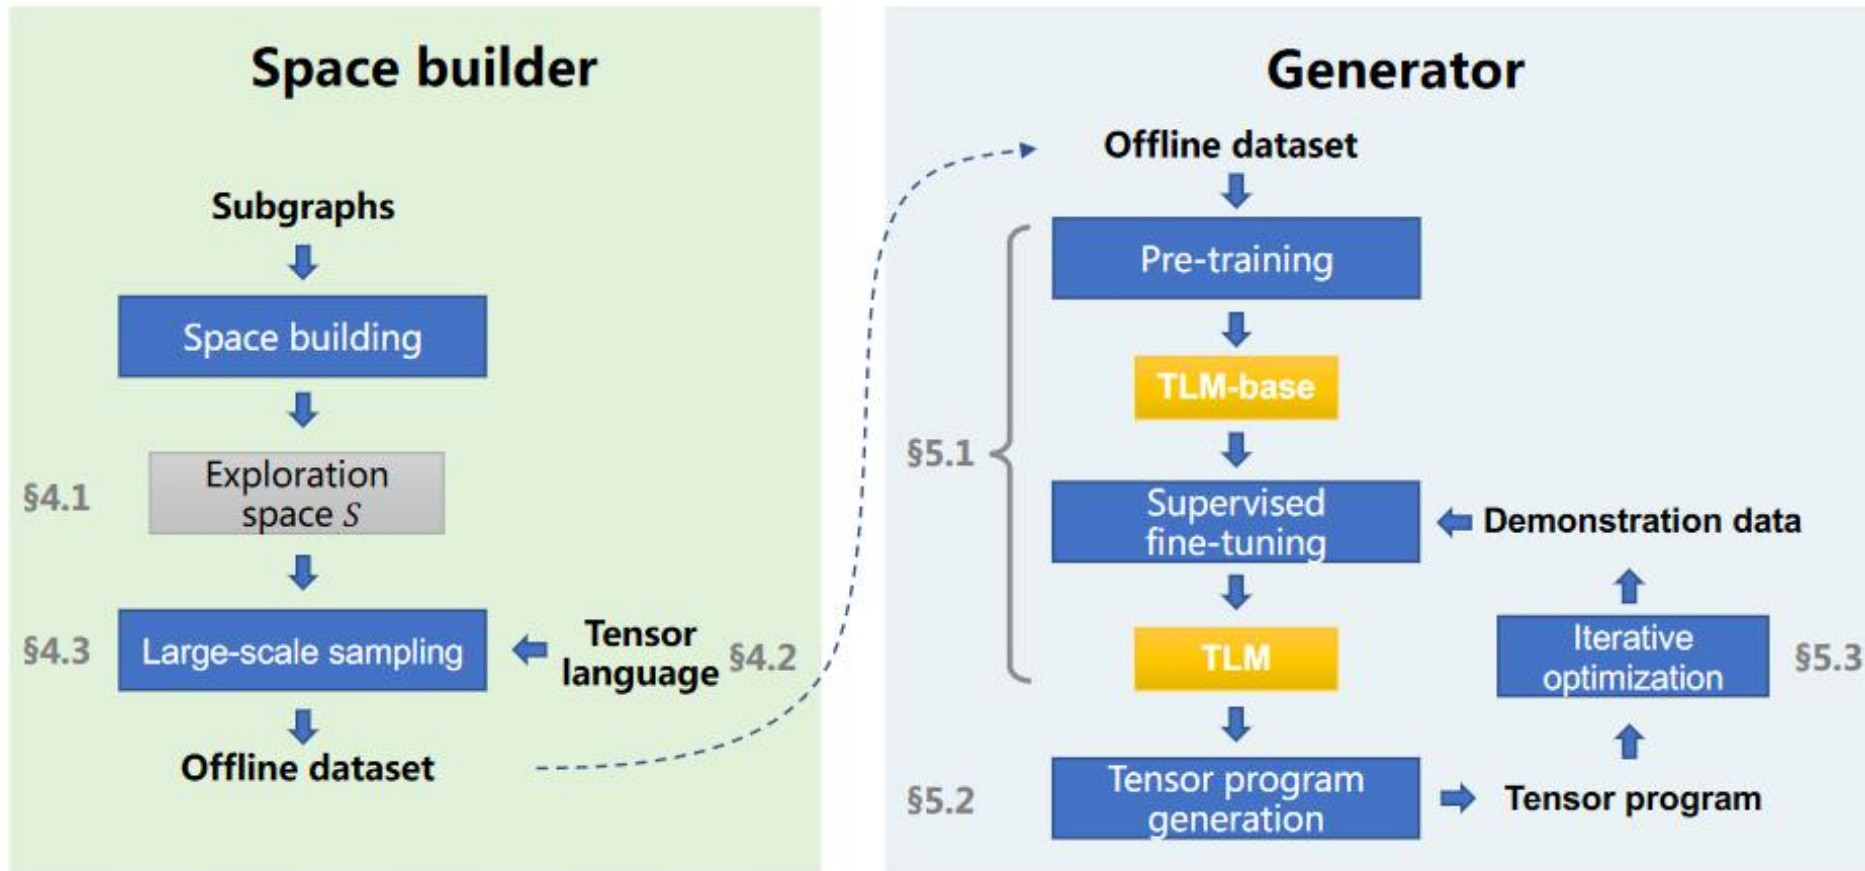 Space builder
Subgraphs
Space building
§4.1
Exploration
space S
§4.3
Large-scale sampling
Tensor
language
§4.2
Offline dataset
Generator
Offline dataset
Pre-training
TLM-base
§5.1
Supervised
fine-tuning
Demonstration data
TLM
Iterative
optimization
§5.3
§5.2
Tensor program
generation
Tensor program